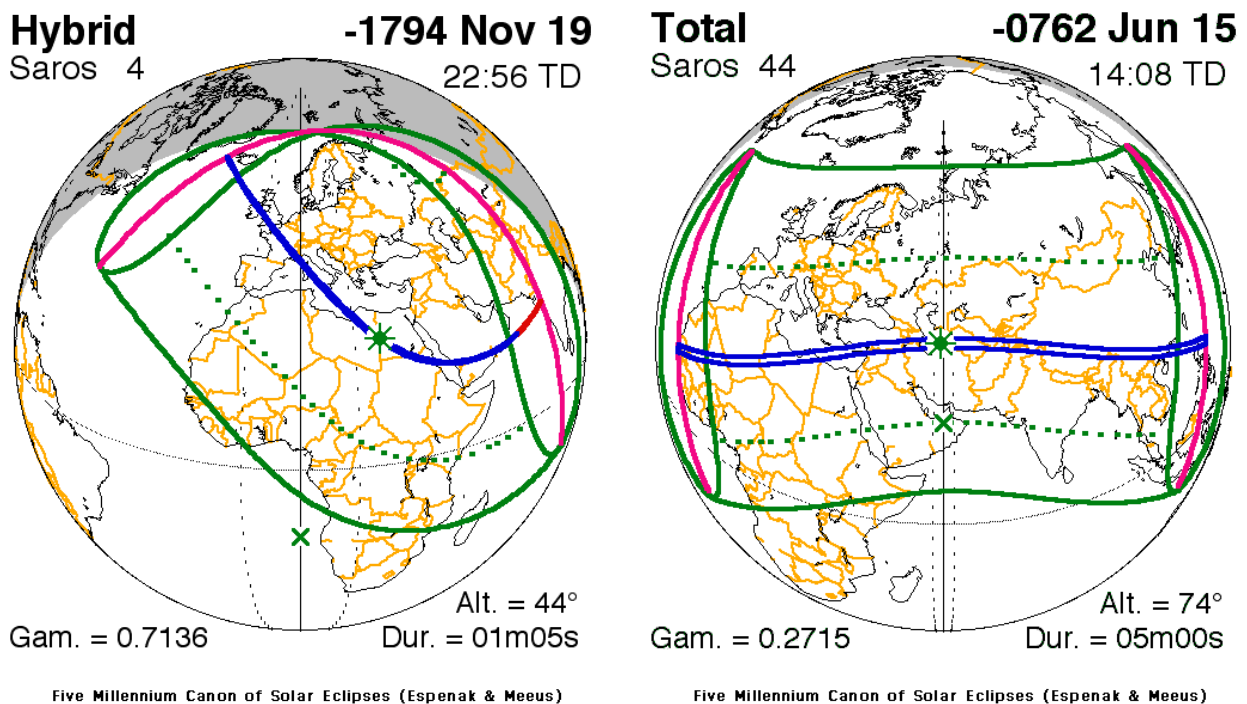 Hybrid -1794 Nov 19
Saros 4 22:56 TD
Alt. = 44°
Gam. = 0.7136 Dur. = 01m05s
Five Millennium Canon of Solar Eclipses (Espenak & Meeus)
Total -0762 Jun 15
Saros 44 14:08 TD
Alt. = 74°
Gam. = 0.2715 Dur. = 05m00s
Five Millennium Canon of Solar Eclipses (Espenak & Meeus)